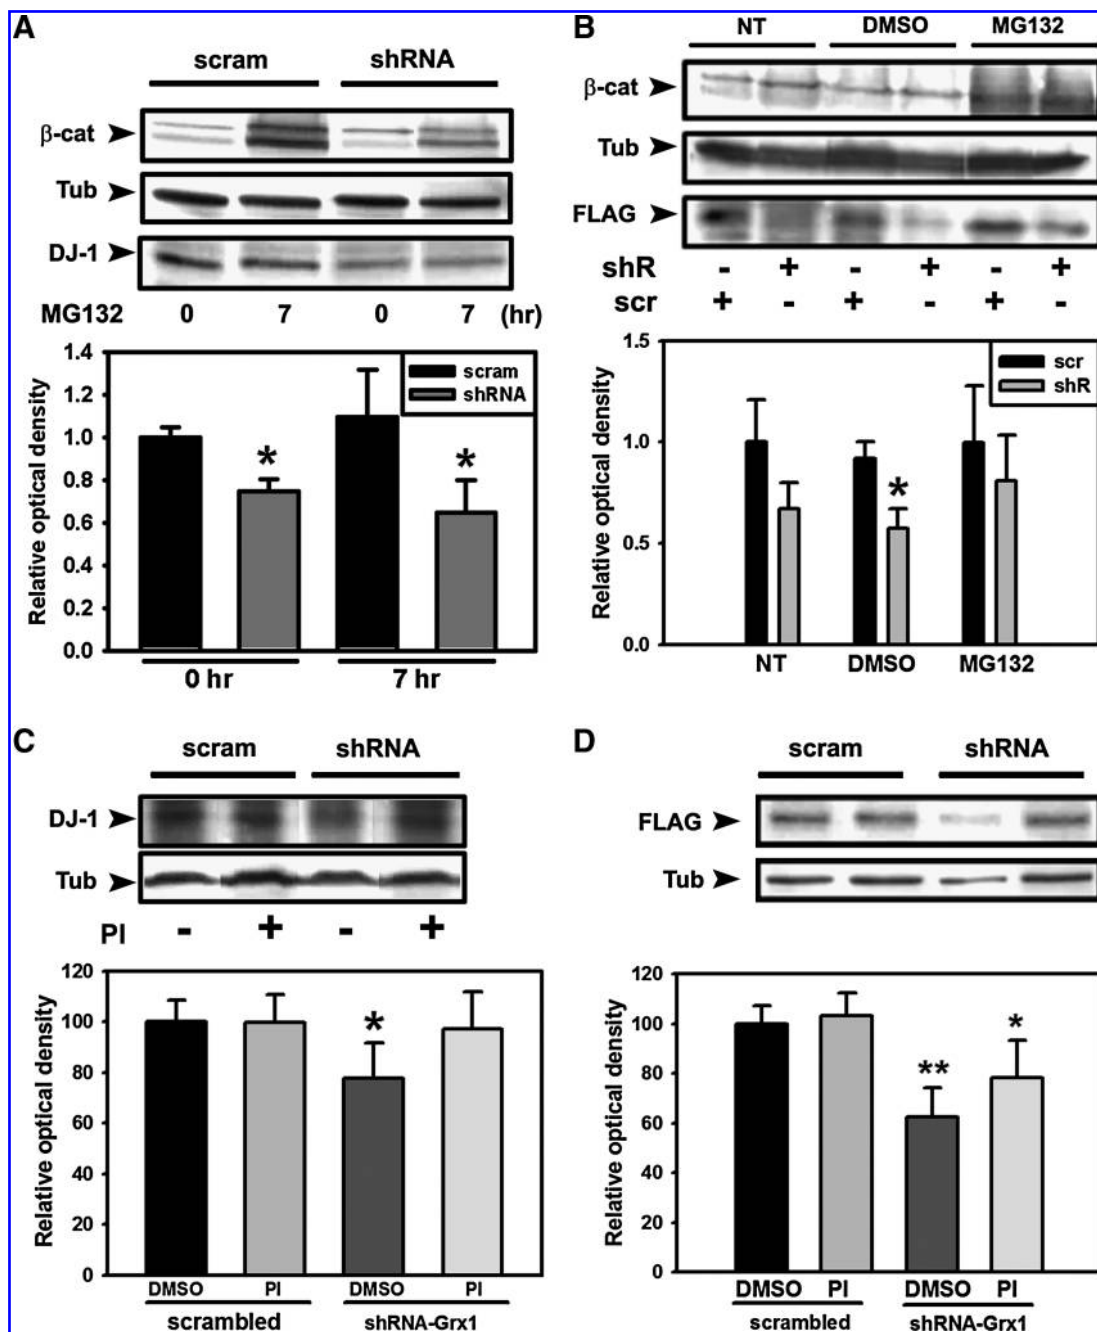 A
scram shRNA
β-cat
Tub
DJ-1
MG132 0 7 0 7 (hr)
1.4
1.2
1.0
0.8
0.6
0.4
0.2
0.0
Relative optical density
scram
shRNA
*
*
0 hr 7 hr
B
NT DMSO MG132
β-cat
Tub
FLAG
shR - + - + - +
scr + - + - + -
1.5
1.0
0.5
0.0
Relative optical density
scr
shR
*
NT DMSO MG132
C
scram shRNA
DJ-1
Tub
PI - + - +
120
100
80
60
40
20
0
Relative optical density
*
DMSO PI DMSO PI
scrambled shRNA-Grx1
D
scram shRNA
FLAG
Tub
120
100
80
60
40
20
0
Relative optical density
**
*
DMSO PI DMSO PI
scrambled shRNA-Grx1